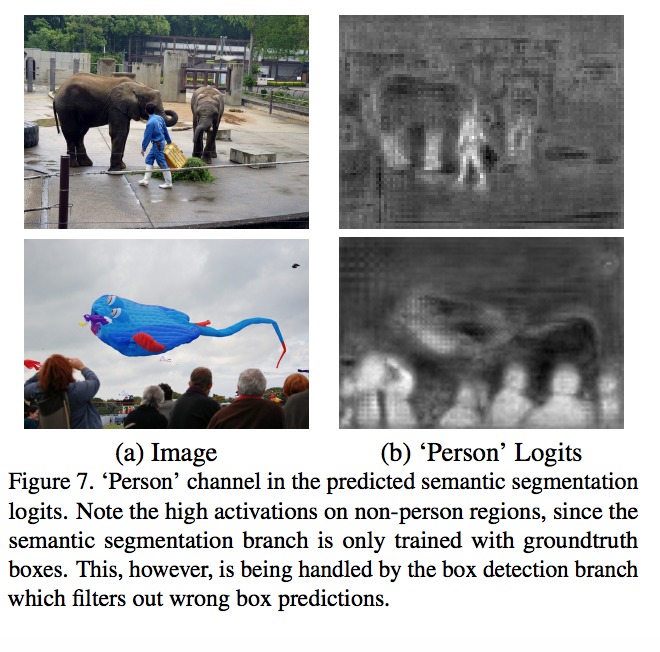 (a) Image
(b) ‘Person’ Logits
Figure 7. ‘Person’ channel in the predicted semantic segmentation
logits. Note the high activations on non-person regions, since the
semantic segmentation branch is only trained with groundtruth
boxes. This, however, is being handled by the box detection branch
which filters out wrong box predictions.